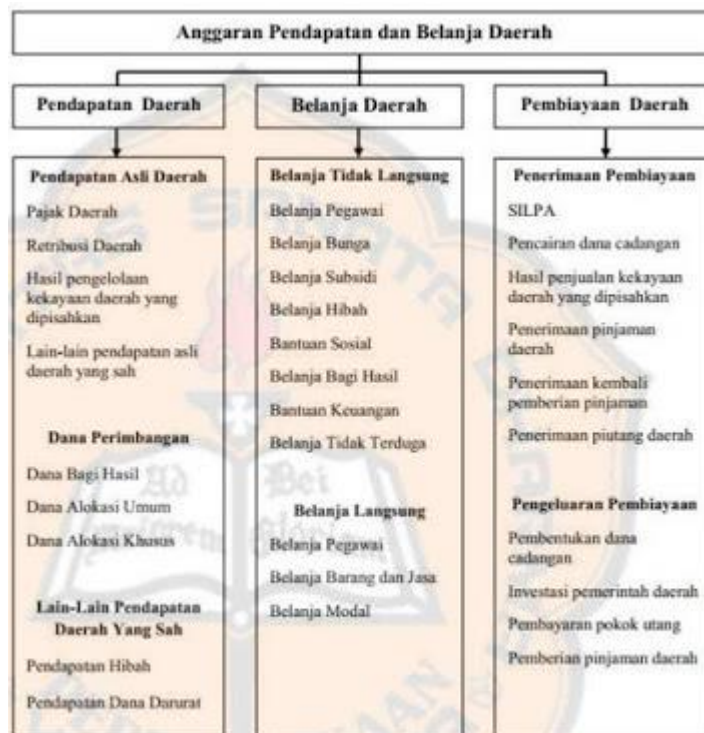 Anggaran Pendapatan dan Belanja Daerah
Pendapatan Daerah
Belanja Daerah
Pembiayaan Daerah
Pendapatan Asli Daerah
Pajak Daerah
Retribusi Daerah
Hasil pengelolaan
kekayaan daerah yang
dipisahkan
Lain-lain pendapatan asli
daerah yang sah
Dana Perimbangan
Dana Bagi Hasil
Dana Alokasi Umum
Dana Alokasi Khusus
Lain-Lain Pendapatan
Daerah Yang Sah
Pendapatan Hibah
Pendapatan Dana Darurat
Belanja Tidak Langsung
Belanja Pegawai
Belanja Bunga
Belanja Subsidi
Belanja Hibah
Bantuan Sosial
Belanja Bagi Hasil
Bantuan Keuangan
Belanja Tidak Terduga
Belanja Langsung
Belanja Pegawai
Belanja Barang dan Jasa
Belanja Modal
Penerimaan Pembiayaan
SILPA
Pencairan dana cadangan
Hasil penjualan kekayaan
daerah yang dipisahkan
Penerimaan pinjaman
daerah
Penerimaan kembali
pemberian pinjaman
Penerimaan piutang daerah
Pengeluaran Pembiayaan
Pembentukan dana
cadangan
Investasi pemerintah daerah
Pembayaran pokok utang
Pemberian pinjaman daerah
SANATA
Ad Dei
Gloriam